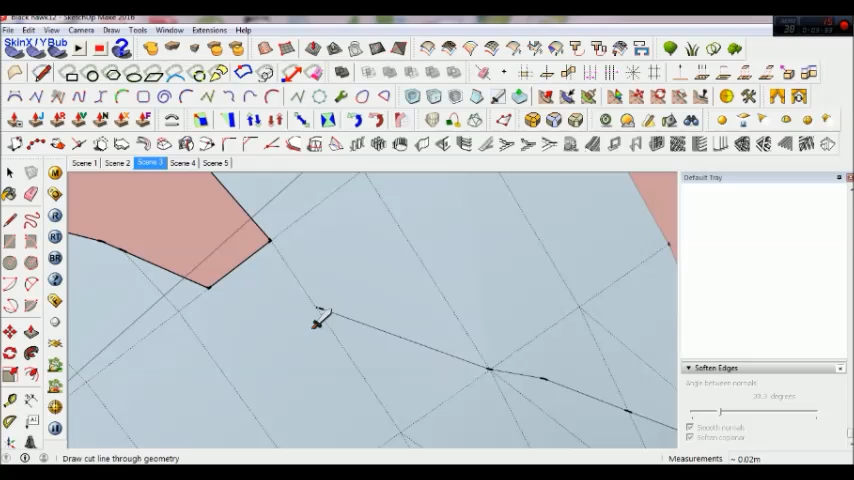 Black hawk12 - SketchUp Make 2016
File Edit View Camera Draw Tools Window Extensions Help
SkinX / YBub
Scene 1 Scene 2 Scene 3 Scene 4 Scene 5
Default Tray
Soften Edges
Angle between normals
degrees
Smooth normals
Soften coplanar
Draw cut line through geometry
Measurements ~ 0.02m